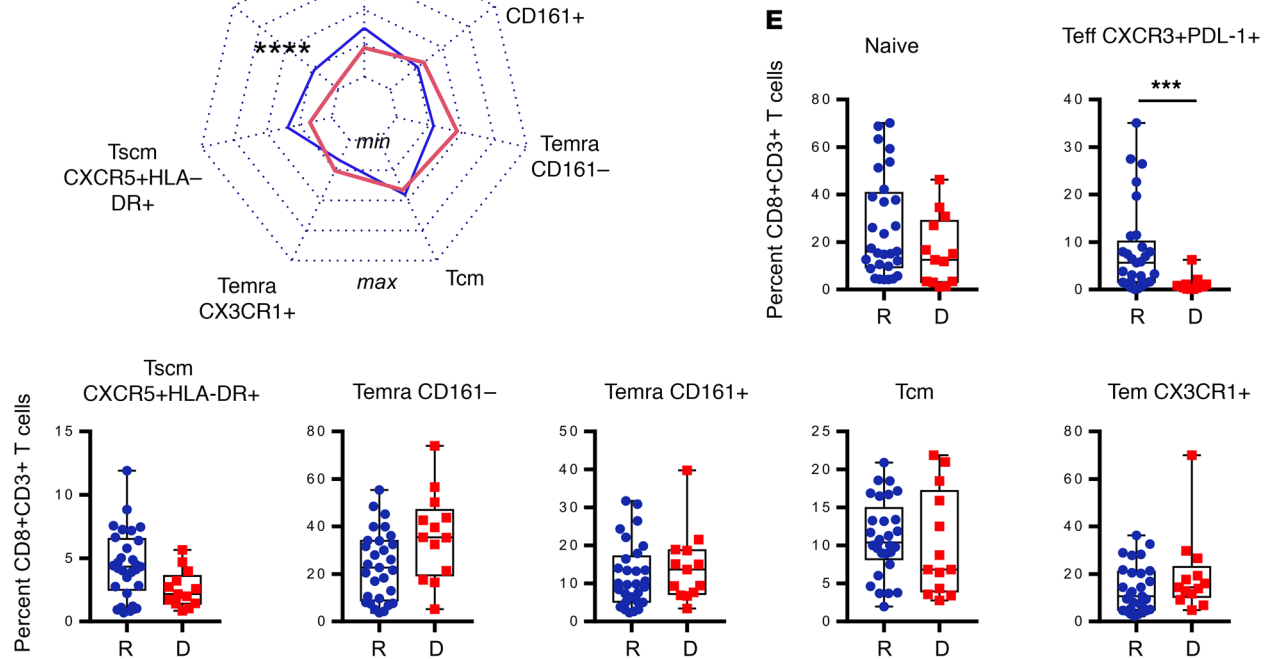 CD161+
****
min
Temra
CD161–
Tscm
CXCR5+HLA–
DR+
Temra
CX3CR1+
max
Tcm
E
Percent CD8+CD3+ T cells
Naive
80
60
40
20
0
R D
Teff CXCR3+PDL-1+
***
40
30
20
10
0
R D
Percent CD8+CD3+ T cells
Tscm
CXCR5+HLA-DR+
15
10
5
0
R D
Temra CD161–
80
60
40
20
0
R D
Temra CD161+
50
40
30
20
10
0
R D
Tcm
25
20
15
10
5
0
R D
Tem CX3CR1+
80
60
40
20
0
R D